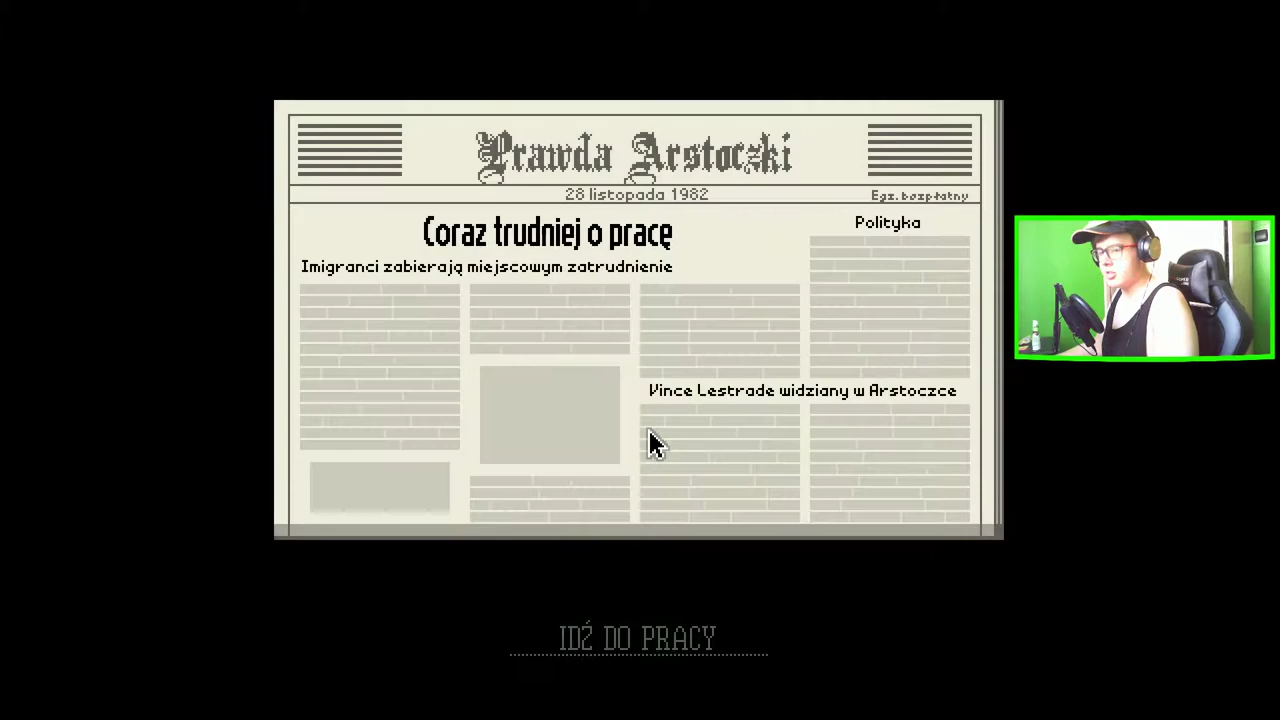 Prawda Arstoczki
28 listopada 1982
Egz. bezpłatny
Coraz trudniej o pracę
Imigranci zabierają miejscowym zatrudnienie
Polityka
Vince Lestrade widziany w Arstoczce
IDŹ DO PRACY